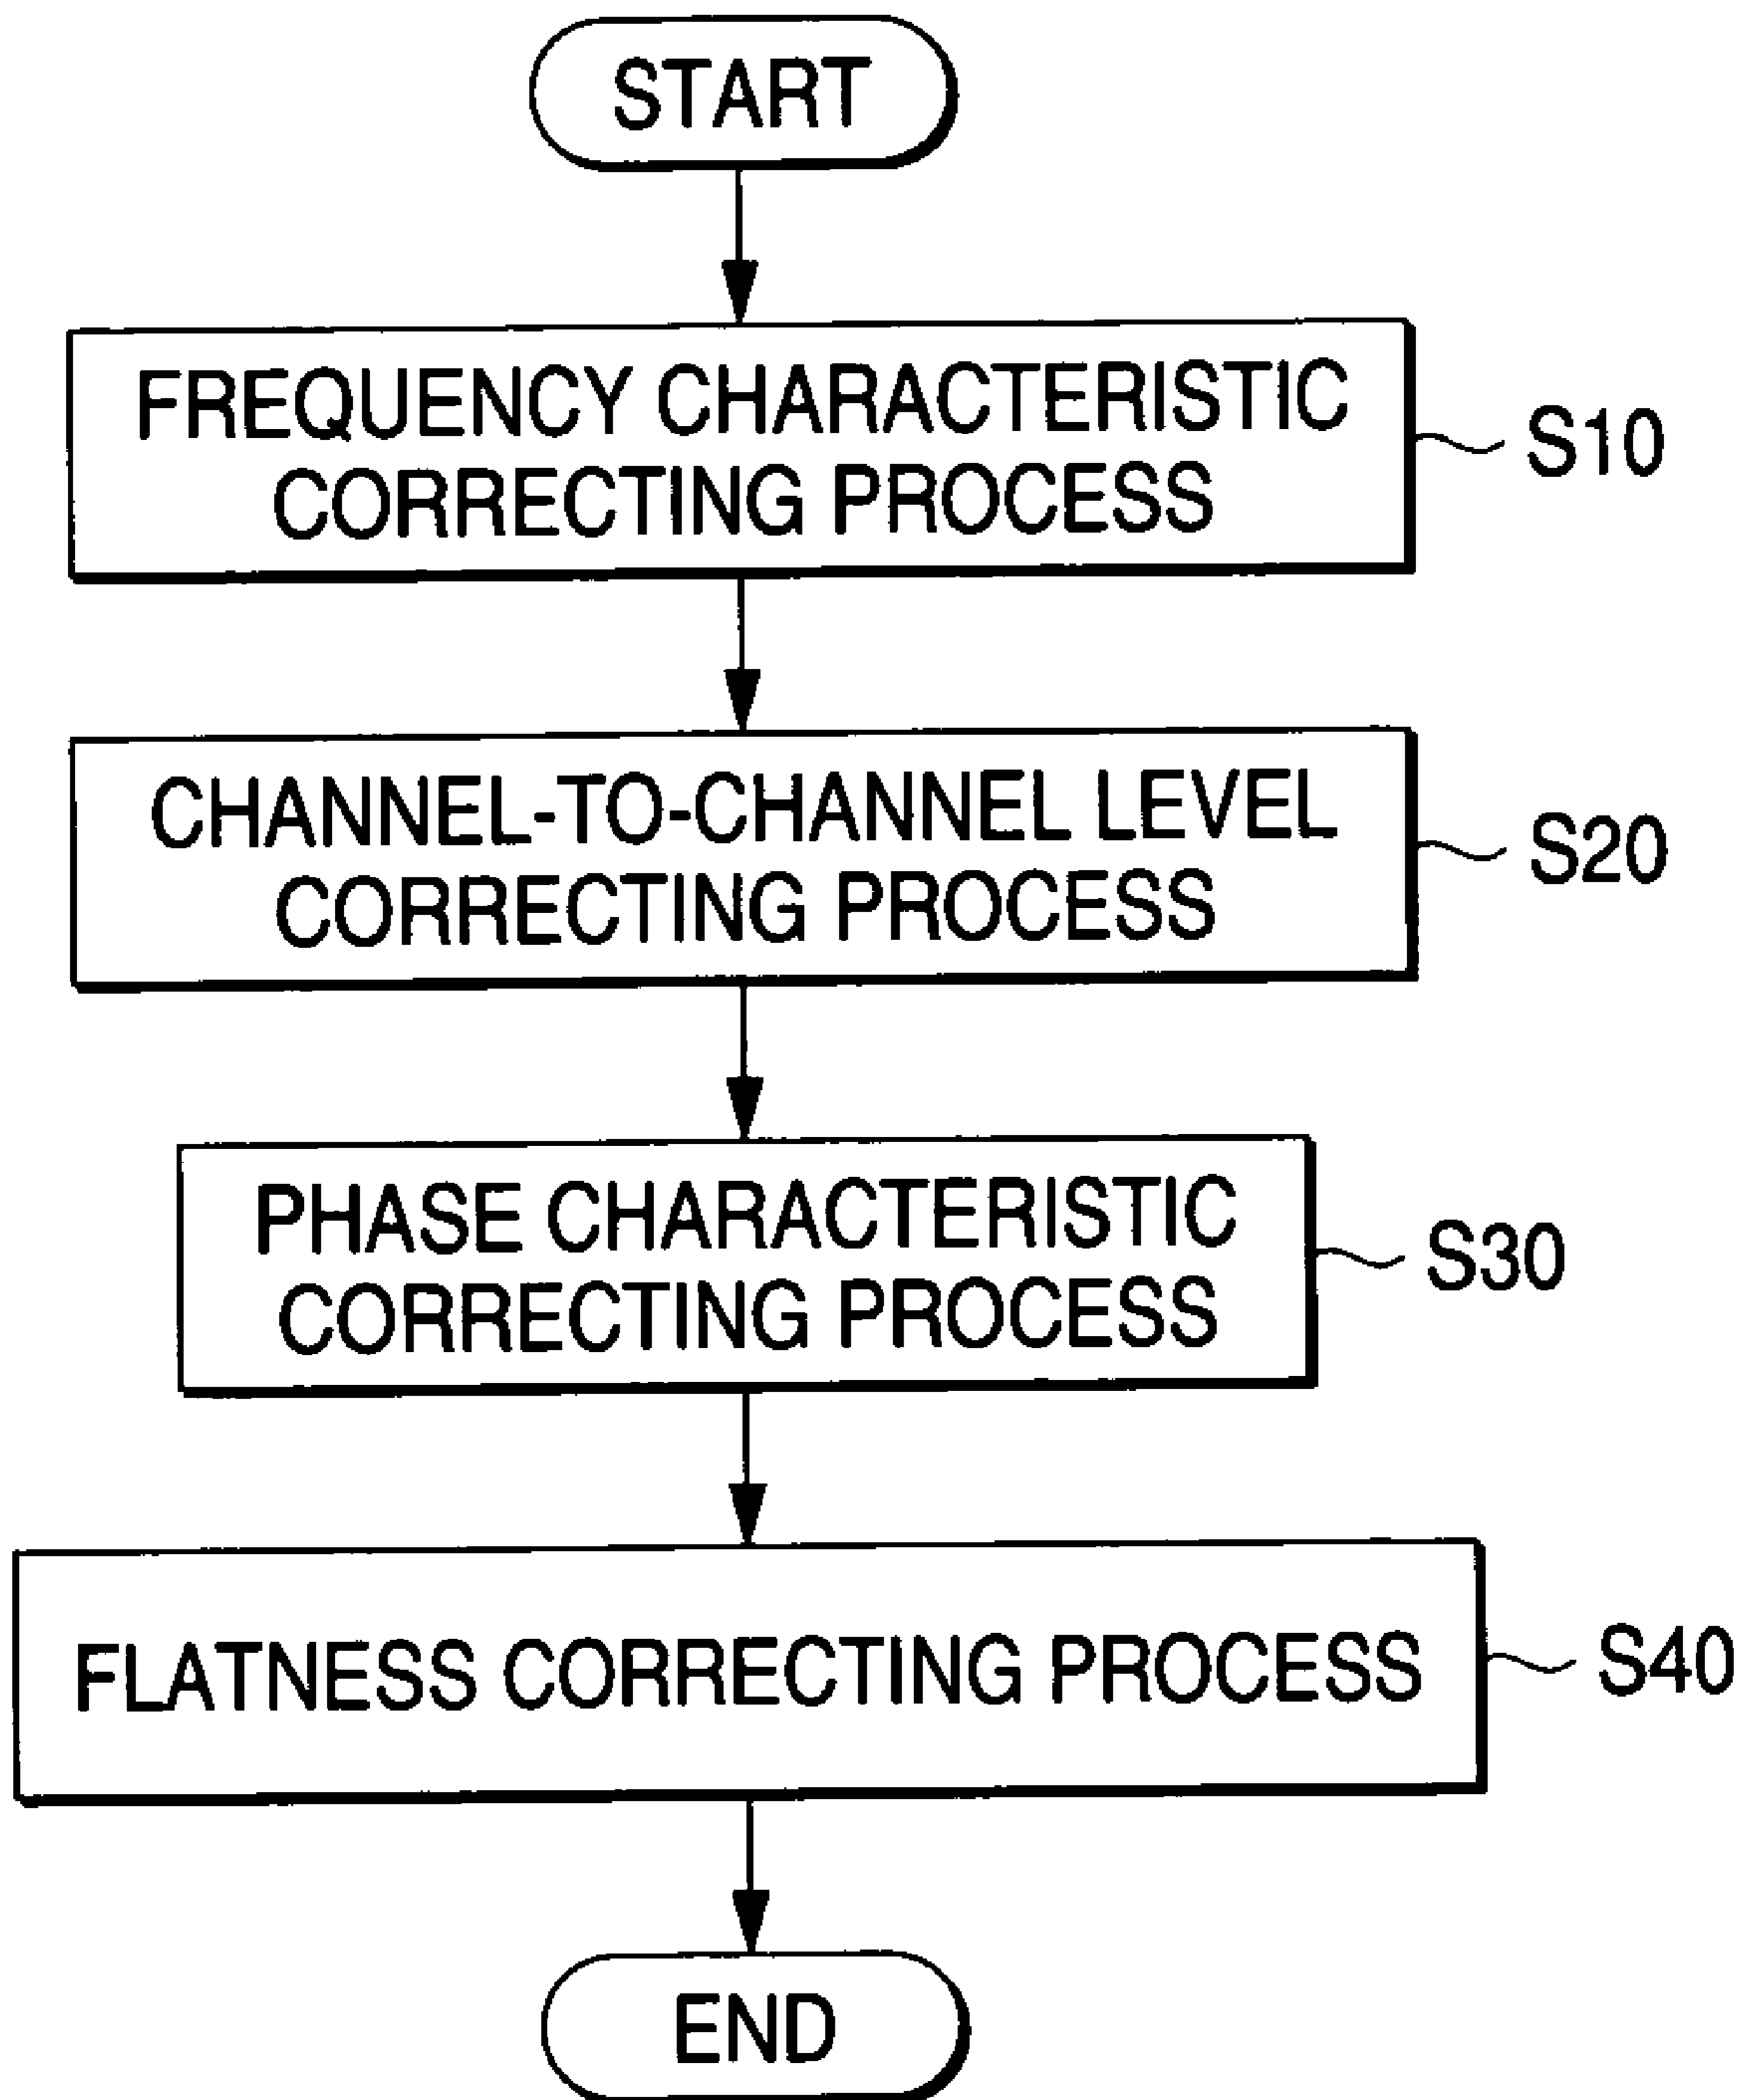 START
FREQUENCY CHARACTERISTIC
CORRECTING PROCESS
S10
CHANNEL-TO-CHANNEL LEVEL
CORRECTING PROCESS
S20
PHASE CHARACTERISTIC
CORRECTING PROCESS
S30
FLATNESS CORRECTING PROCESS
S40
END